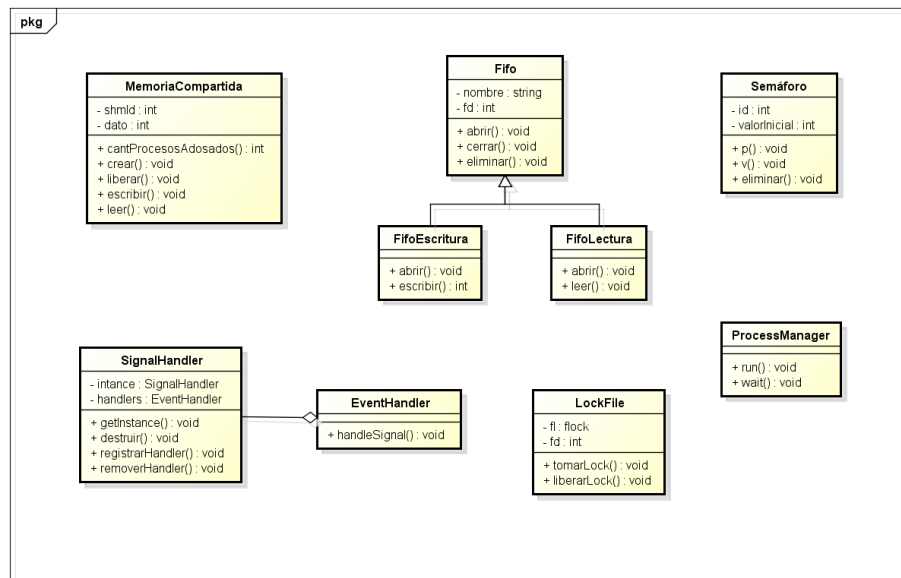 pkg
MemoriaCompartida
- shmId : int
- dato : int
+ cantProcesosAdosados() : int
+ crear() : void
+ liberar() : void
+ escribir() : void
+ leer() : void
Fifo
- nombre : string
- fd : int
+ abrir() : void
+ cerrar() : void
+ eliminar() : void
Semáforo
- id : int
- valorInicial : int
+ p() : void
+ v() : void
+ eliminar() : void
FifoEscritura
+ abrir() : void
+ escribir() : int
FifoLectura
+ abrir() : void
+ leer() : void
SignalHandler
- intance : SignalHandler
- handlers : EventHandler
+ getInstance() : void
+ destruir() : void
+ registrarHandler() : void
+ removerHandler() : void
EventHandler
+ handleSignal() : void
LockFile
- fl : flock
- fd : int
+ tomarLock() : void
+ liberarLock() : void
ProcessManager
+ run() : void
+ wait() : void